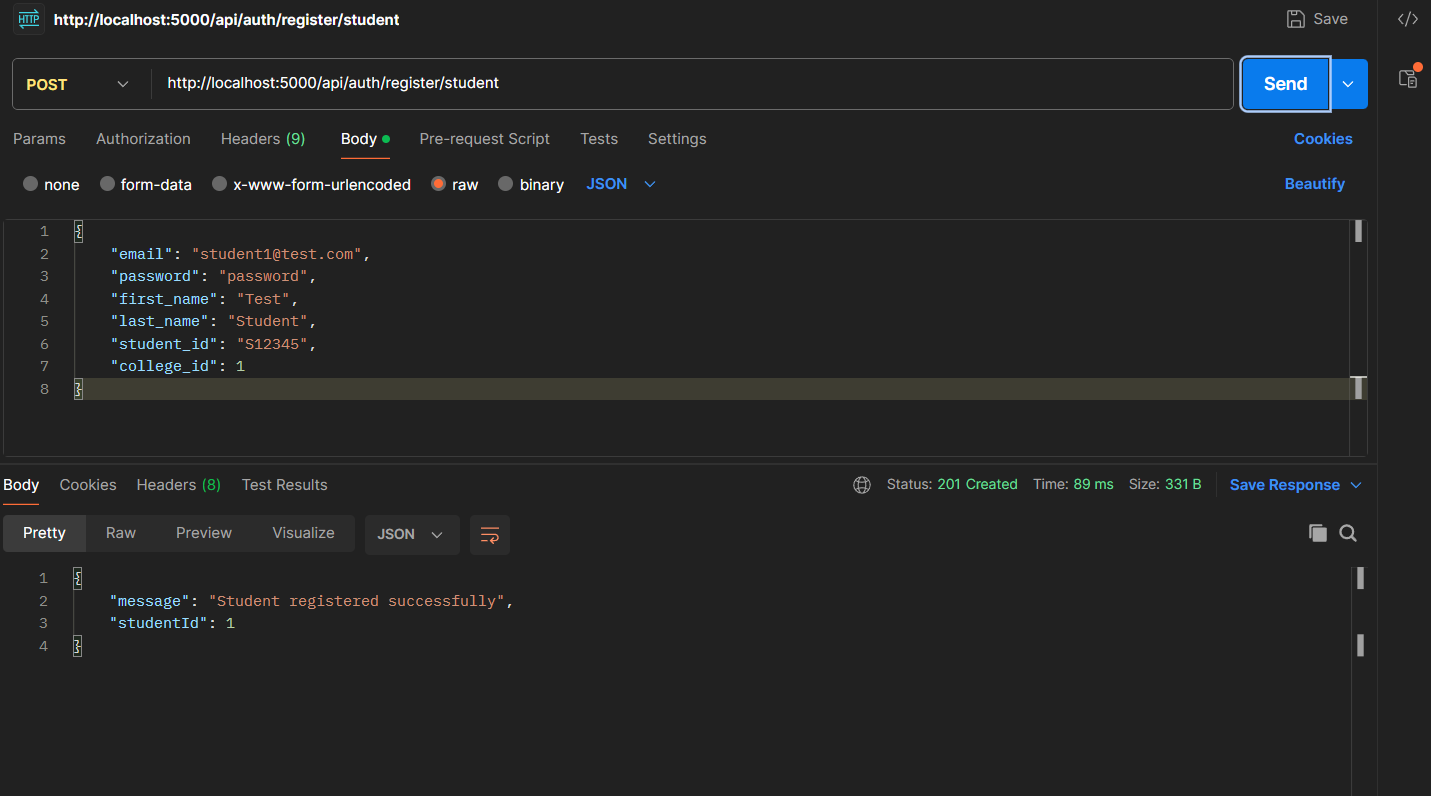 HTTP http://localhost:5000/api/auth/register/student Save
POST http://localhost:5000/api/auth/register/student Send
Params Authorization Headers (9) Body Pre-request Script Tests Settings Cookies
none form-data x-www-form-urlencoded raw binary JSON Beautify
1 {
2 "email": "student1@test.com",
3 "password": "password",
4 "first_name": "Test",
5 "last_name": "Student",
6 "student_id": "S12345",
7 "college_id": 1
8 }
Body Cookies Headers (8) Test Results Status: 201 Created Time: 89 ms Size: 331 B Save Response
Pretty Raw Preview Visualize JSON
1 {
2 "message": "Student registered successfully",
3 "studentId": 1
4 }